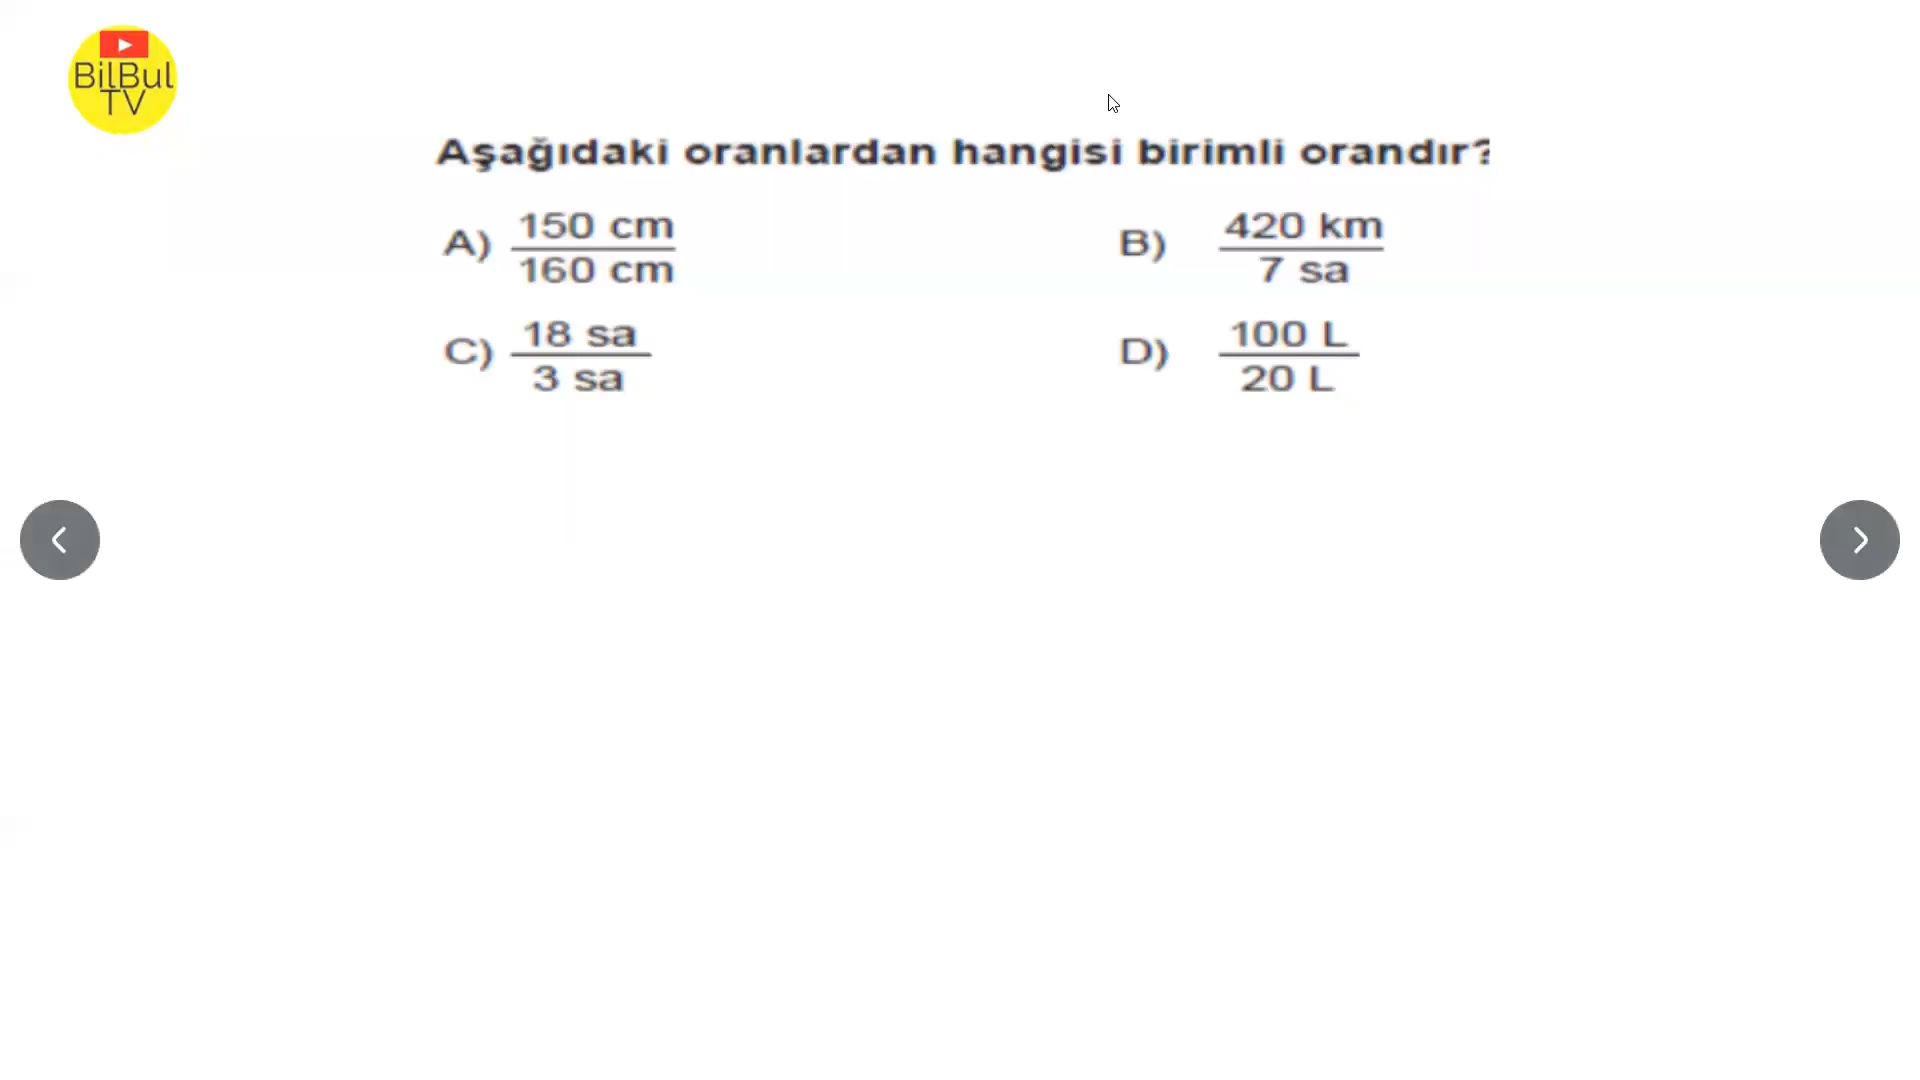 BilBul
TV
Aşağıdaki oranlardan hangisi birimli orandır?
A) 150 cm / 160 cm
B) 420 km / 7 sa
C) 18 sa / 3 sa
D) 100 L / 20 L